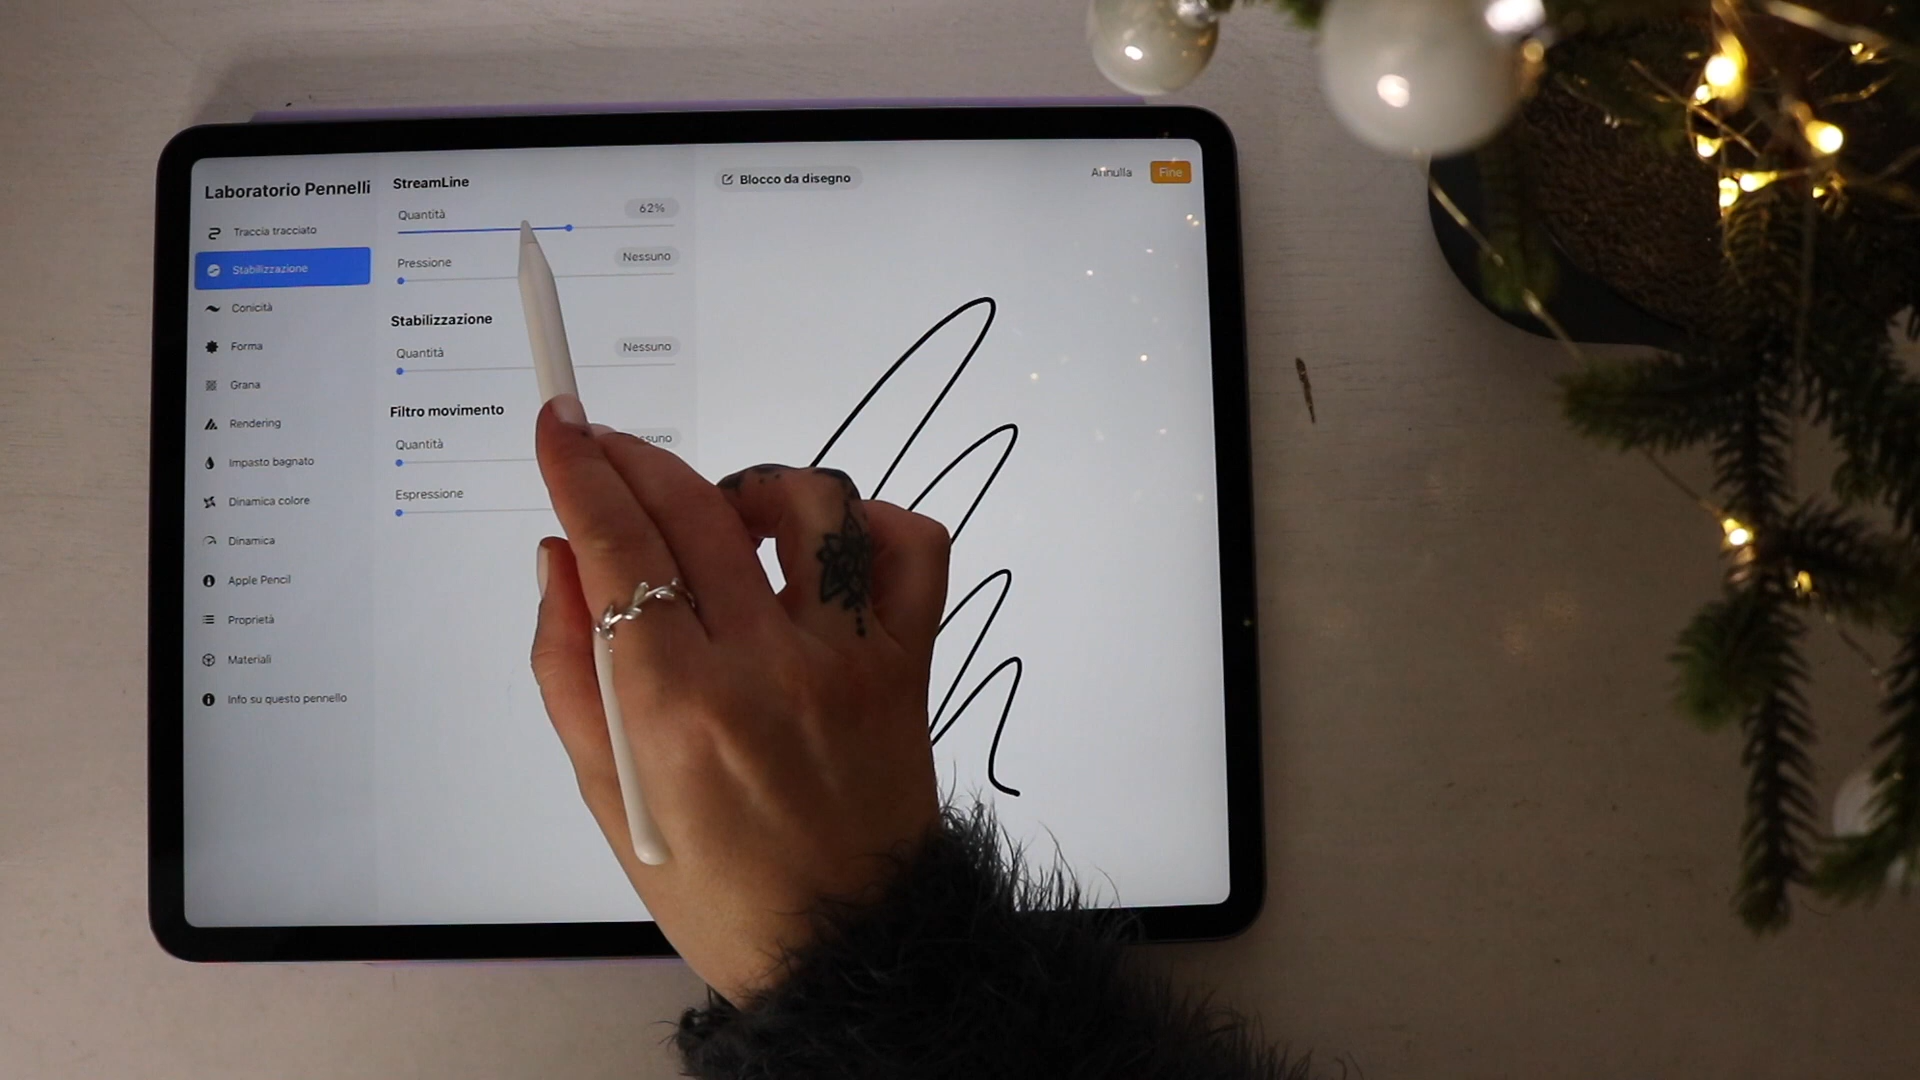 Laboratorio Pennelli
Traccia tracciato
Stabilizzazione
Conicità
Forma
Grana
Rendering
Impasto bagnato
Dinamica colore
Dinamica
Apple Pencil
Proprietà
Materiali
Info su questo pennello
StreamLine
Quantità
62%
Pressione
Nessuno
Stabilizzazione
Quantità
Nessuno
Filtro movimento
Quantità
ssuno
Espressione
Blocco da disegno
Annulla
Fine